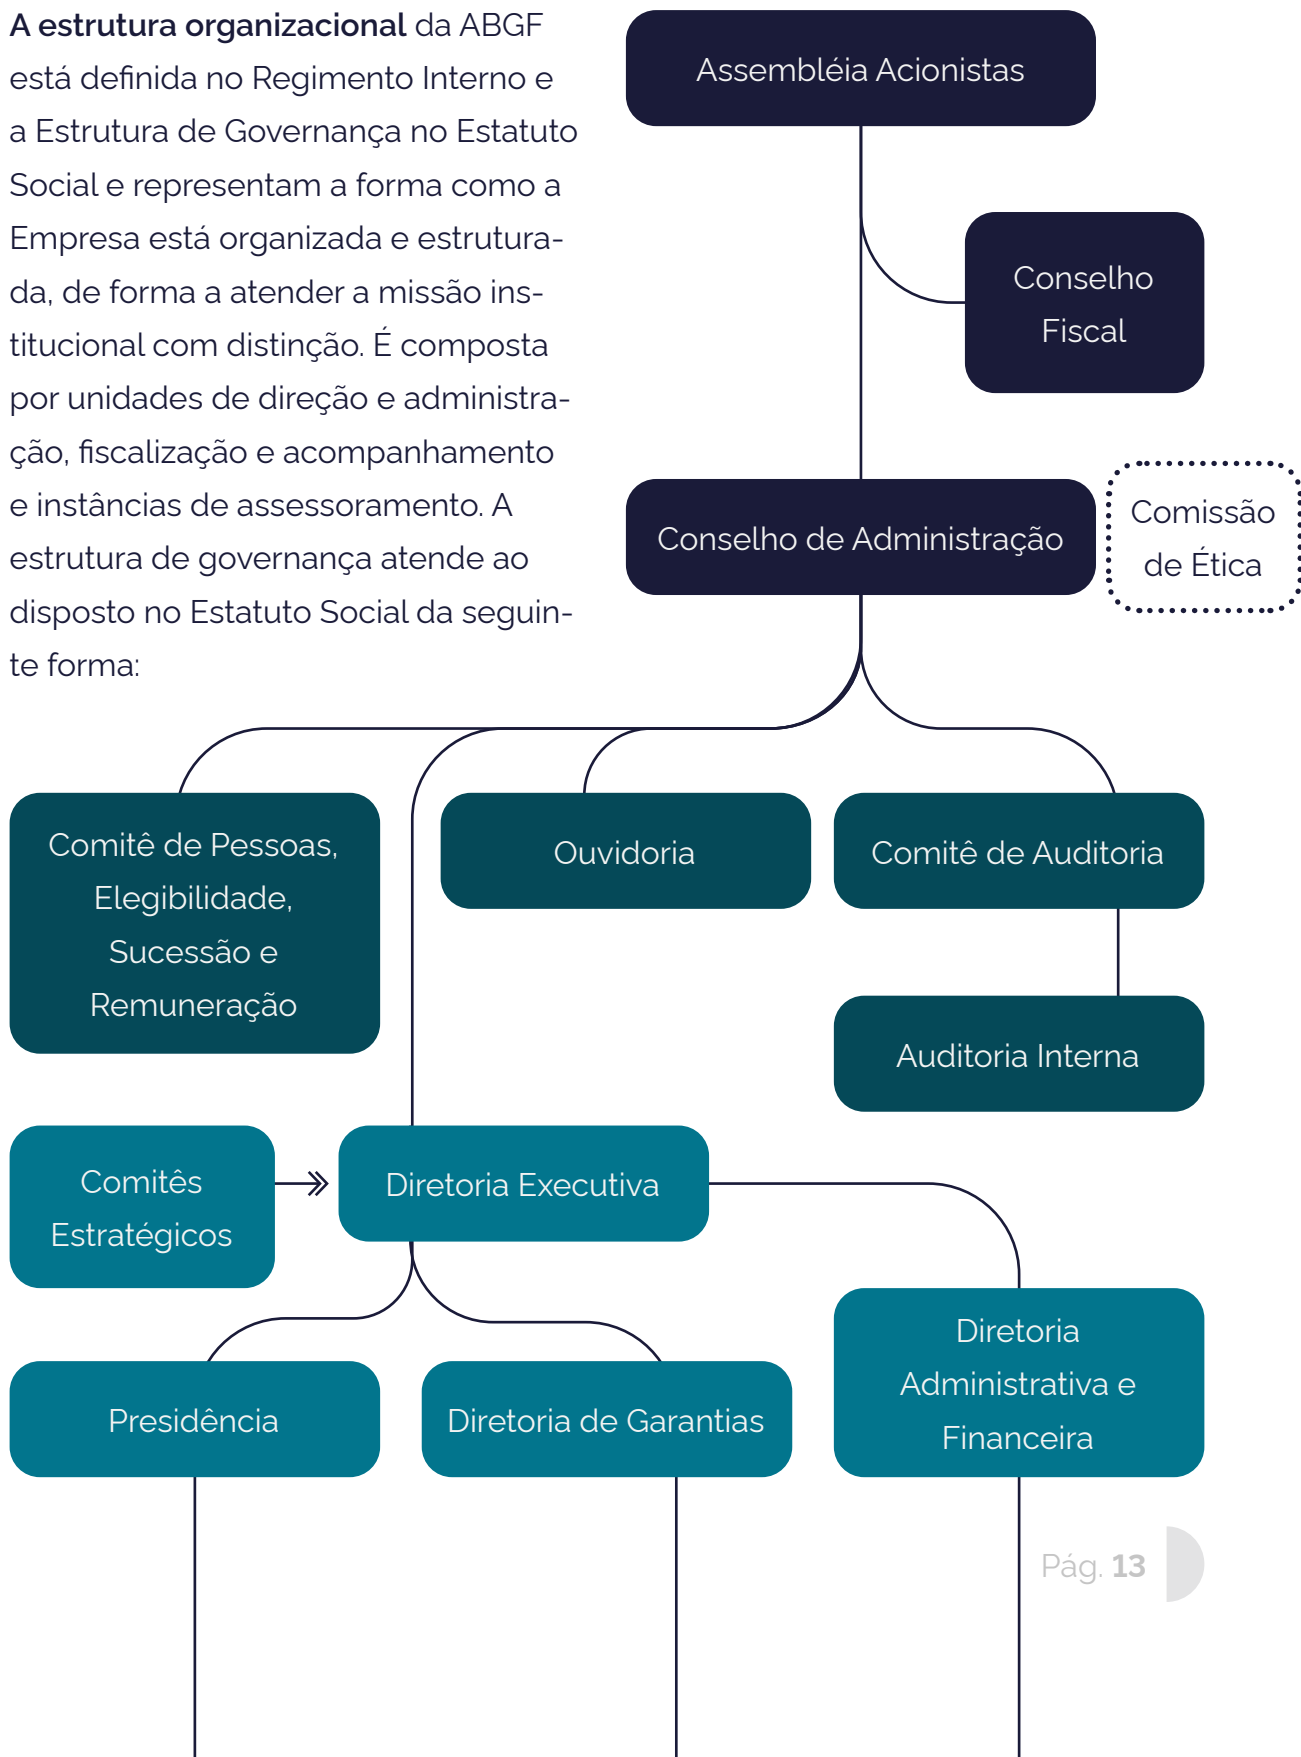 A estrutura organizacional da ABGF
está definida no Regimento Interno e
a Estrutura de Governança no Estatuto
Social e representam a forma como a
Empresa está organizada e estrutura-
da, de forma a atender a missão ins-
titucional com distinção. É composta
por unidades de direção e administra-
ção, fiscalização e acompanhamento
e instâncias de assessoramento. A
estrutura de governança atende ao
disposto no Estatuto Social da seguin-
te forma:
Assembléia Acionistas
Conselho
Fiscal
Conselho de Administração
Comissão
de Ética
Comitê de Pessoas,
Elegibilidade,
Sucessão e
Remuneração
Ouvidoria
Comitê de Auditoria
Auditoria Interna
Comitês
Estratégicos
Diretoria Executiva
Presidência
Diretoria de Garantias
Diretoria
Administrativa e
Financeira
Pág. 13